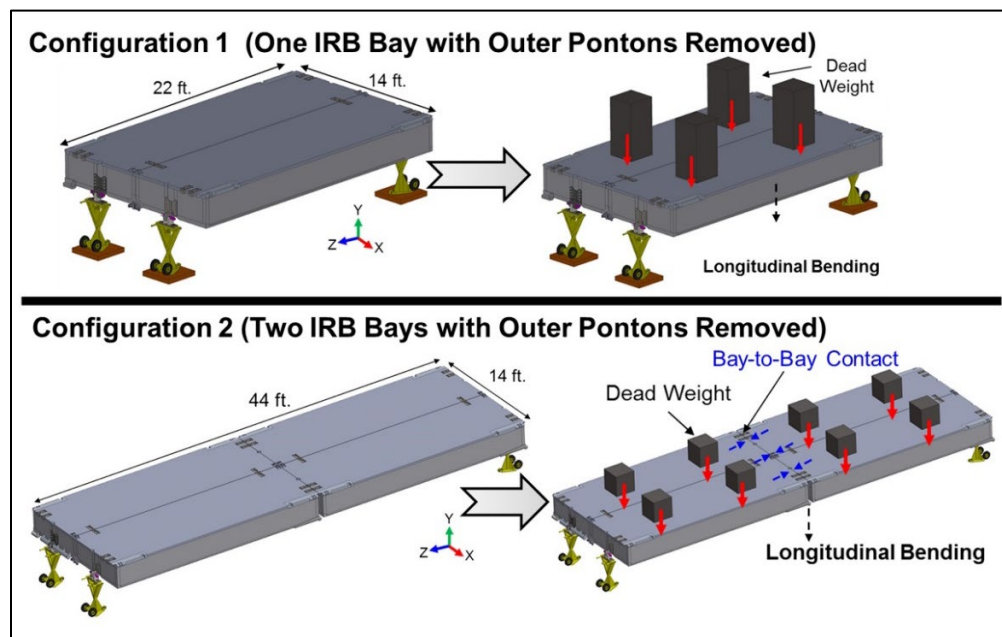 Configuration 1  (One IRB Bay with Outer Pontons Removed)
22 ft.
14 ft.
Dead
Weight
Y
Z
X
Longitudinal Bending
Configuration 2 (Two IRB Bays with Outer Pontons Removed)
Bay-to-Bay Contact
44 ft.
14 ft.
Dead Weight
Y
Z
X
Longitudinal Bending